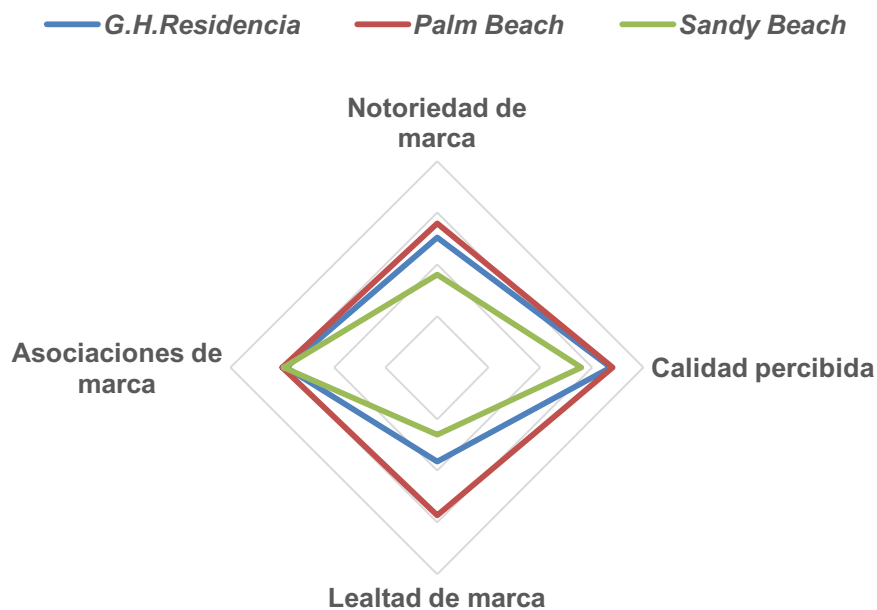 G.H.Residencia Palm Beach Sandy Beach
Notoriedad de
marca
Asociaciones de
marca
Calidad percibida
Lealtad de marca